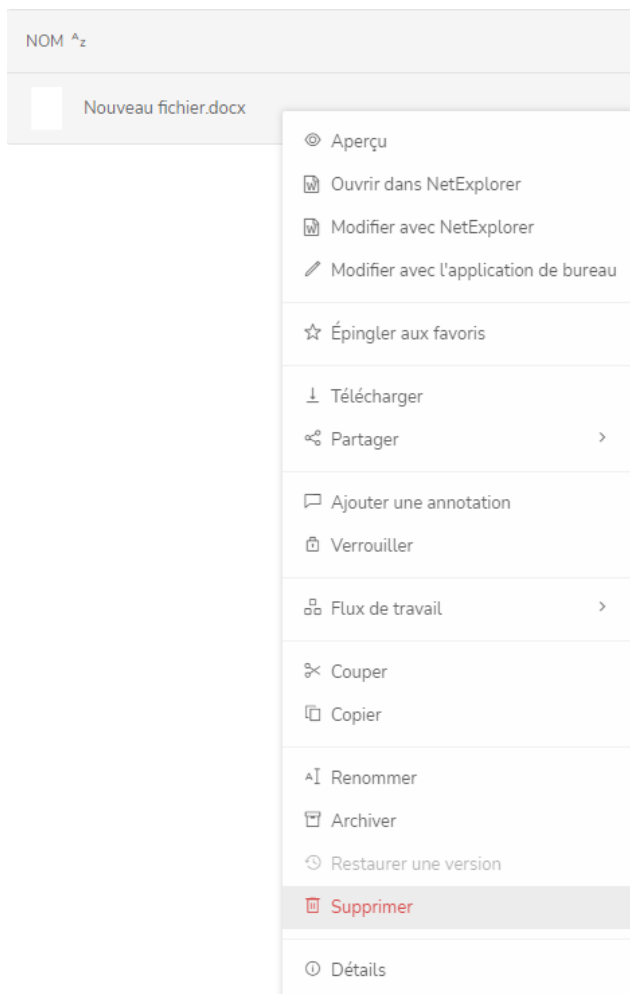 NOM Az
Nouveau fichier.docx
Aperçu
Ouvrir dans NetExplorer
Modifier avec NetExplorer
Modifier avec l'application de bureau
Épingler aux favoris
Télécharger
Partager
Ajouter une annotation
Verrouiller
Flux de travail
Couper
Copier
Renommer
Archiver
Restaurer une version
Supprimer
Détails